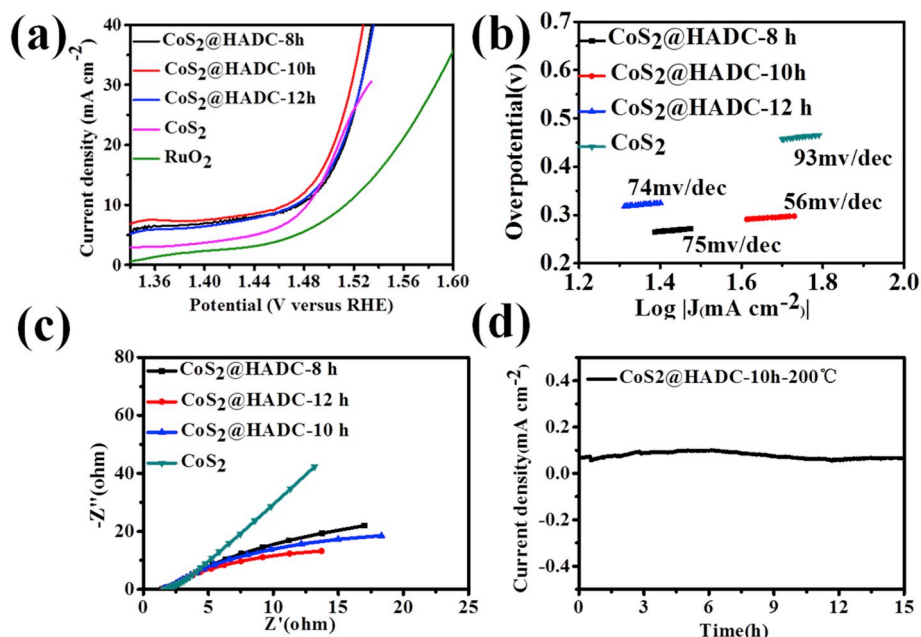 (a)
40
30
20
10
0
Current density (mA cm-2)
CoS2@HADC-8h
CoS2@HADC-10h
CoS2@HADC-12h
CoS2
RuO2
1.36 1.40 1.44 1.48 1.52 1.56 1.60
Potential (V versus RHE)
(b)
0.7
0.6
0.5
0.4
0.3
0.2
Overpotential(v)
CoS2@HADC-8 h
CoS2@HADC-10h
CoS2@HADC-12 h
CoS2
93mv/dec
74mv/dec
56mv/dec
75mv/dec
1.2 1.4 1.6 1.8 2.0
Log |J(mA cm-2)|
(c)
80
60
40
20
0
-Z''(ohm)
CoS2@HADC-8 h
CoS2@HADC-12 h
CoS2@HADC-10 h
CoS2
0 5 10 15 20 25
Z'(ohm)
(d)
0.4
0.2
0.0
-0.2
-0.4
Current density(mA cm-2)
CoS2@HADC-10h-200℃
0 3 6 9 12 15
Time(h)